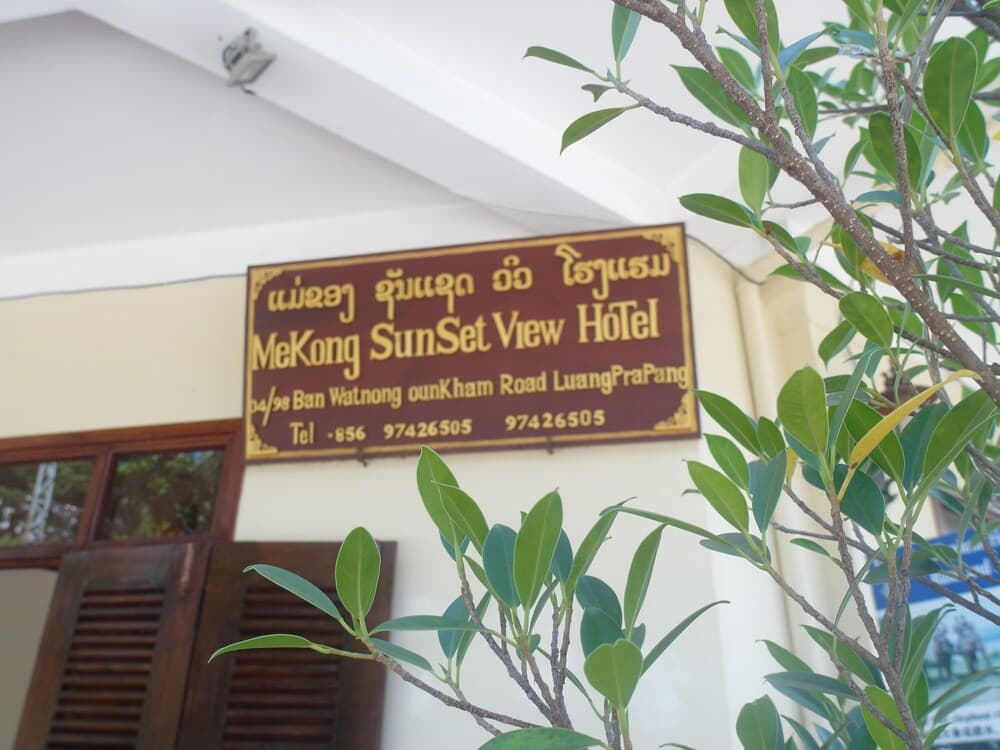 ແມ່ຂອງ ຊັນແຊດ ວິວ ໂຮງແຮມ
MeKong SunSet View HoTel
04/98 Ban Watnong ounKham Road LuangPraPang
Tel +856 97426505 97426505